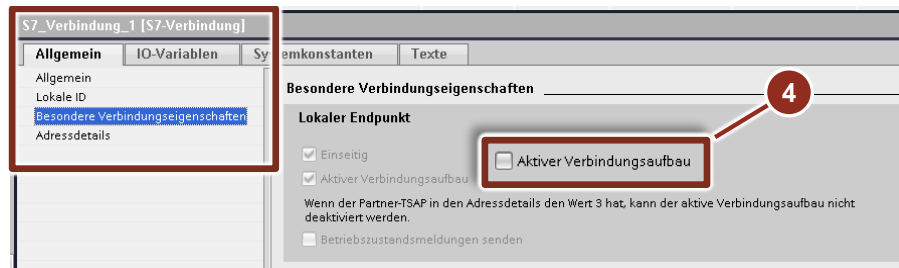 S7_Verbindung_1 [S7-Verbindung]
Allgemein IO-Variablen Systemkonstanten Texte
Allgemein
Lokale ID
Besondere Verbindungseigenschaften
Adressdetails
Besondere Verbindungseigenschaften
4
Lokaler Endpunkt
Einseitig
Aktiver Verbindungsaufbau
Aktiver Verbindungsaufbau
Wenn der Partner-TSAP in den Adressdetails den Wert 3 hat, kann der aktive Verbindungsaufbau nicht
deaktiviert werden.
Betriebszustandsmeldungen senden